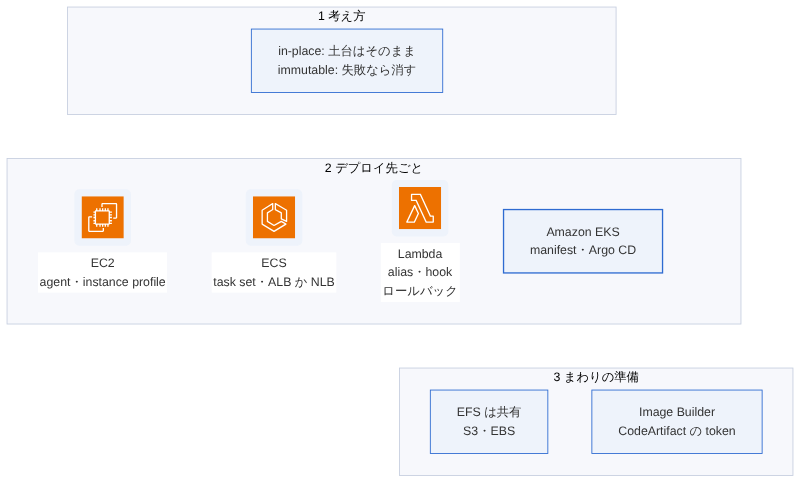 1 考え方
in-place: 土台はそのまま
immutable: 失敗なら消す
2 デプロイ先ごと
EC2
agent・instance profile
ECS
task set・ALB か NLB
Lambda
alias・hook
ロールバック
Amazon EKS
manifest・Argo CD
3 まわりの準備
EFS は共有
S3・EBS
Image Builder
CodeArtifact の token